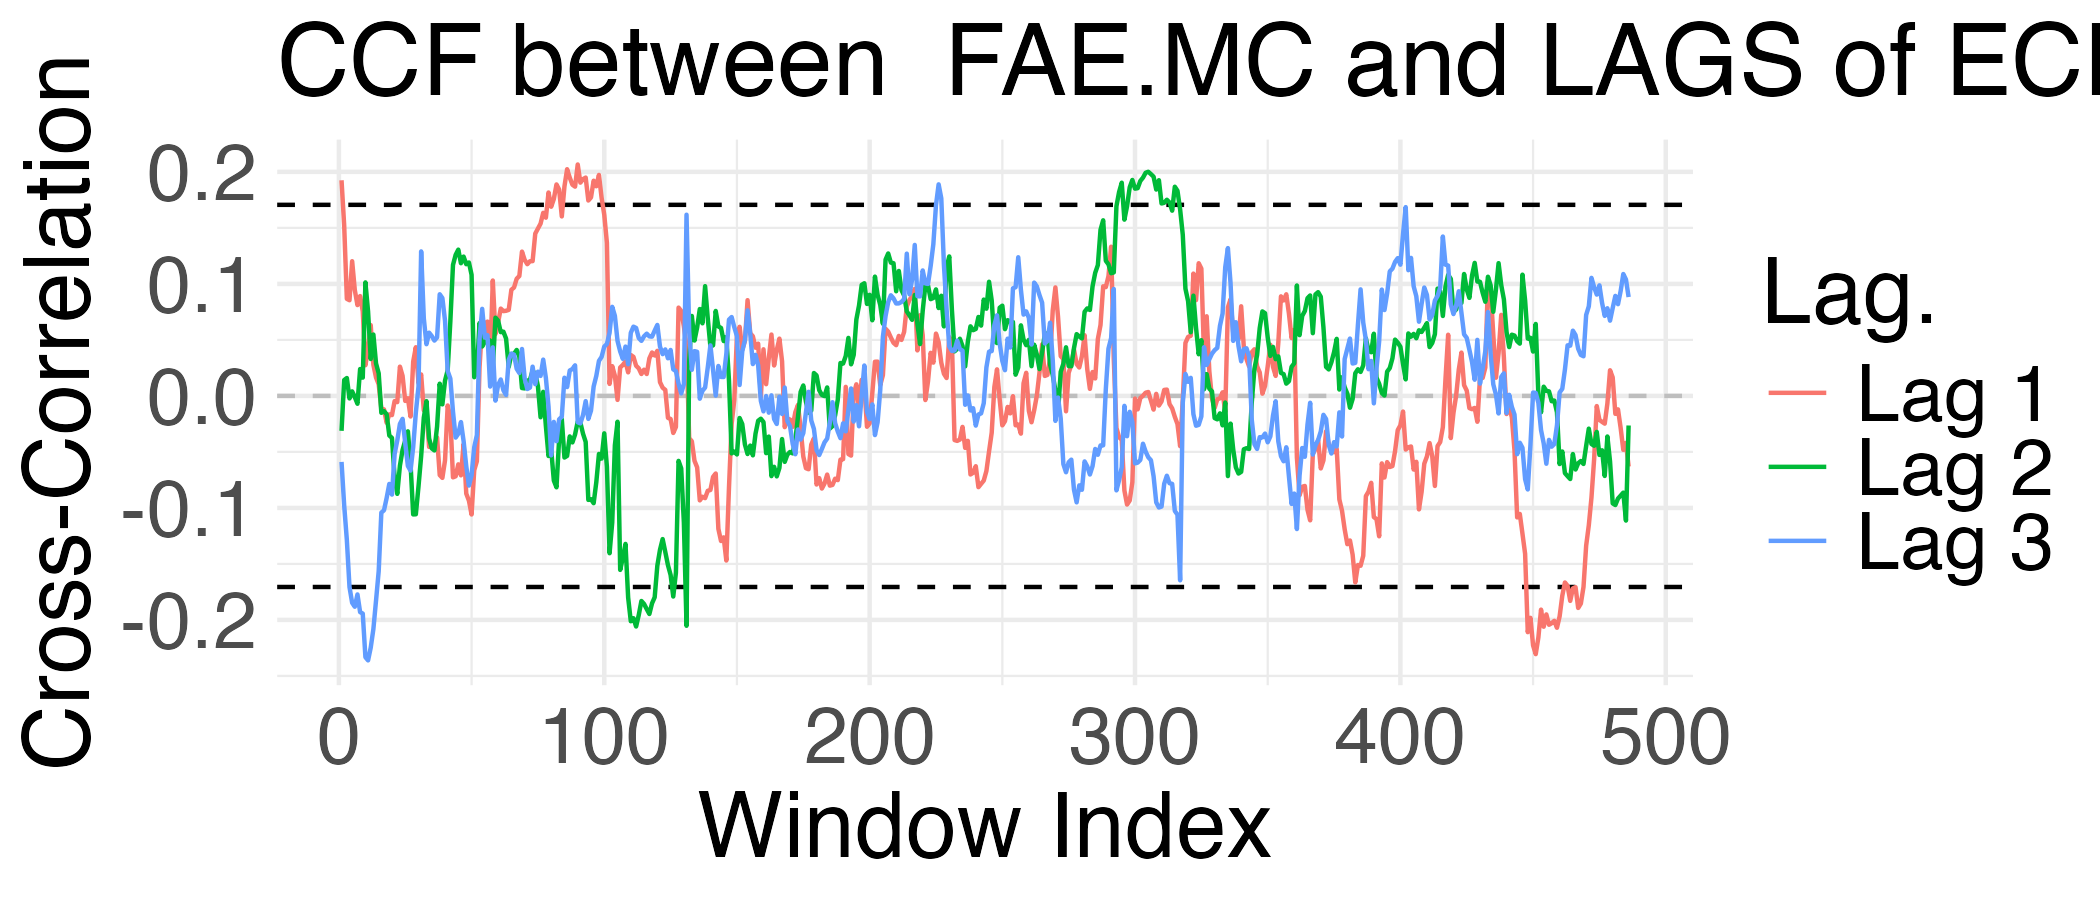 CCF between FAE.MC and LAGS of
Cross-Correlation
0.2
0.1
0.0
-0.1
-0.2
0 100 200 300 400 500
Window Index
Lag.
Lag 1
Lag 2
Lag 3